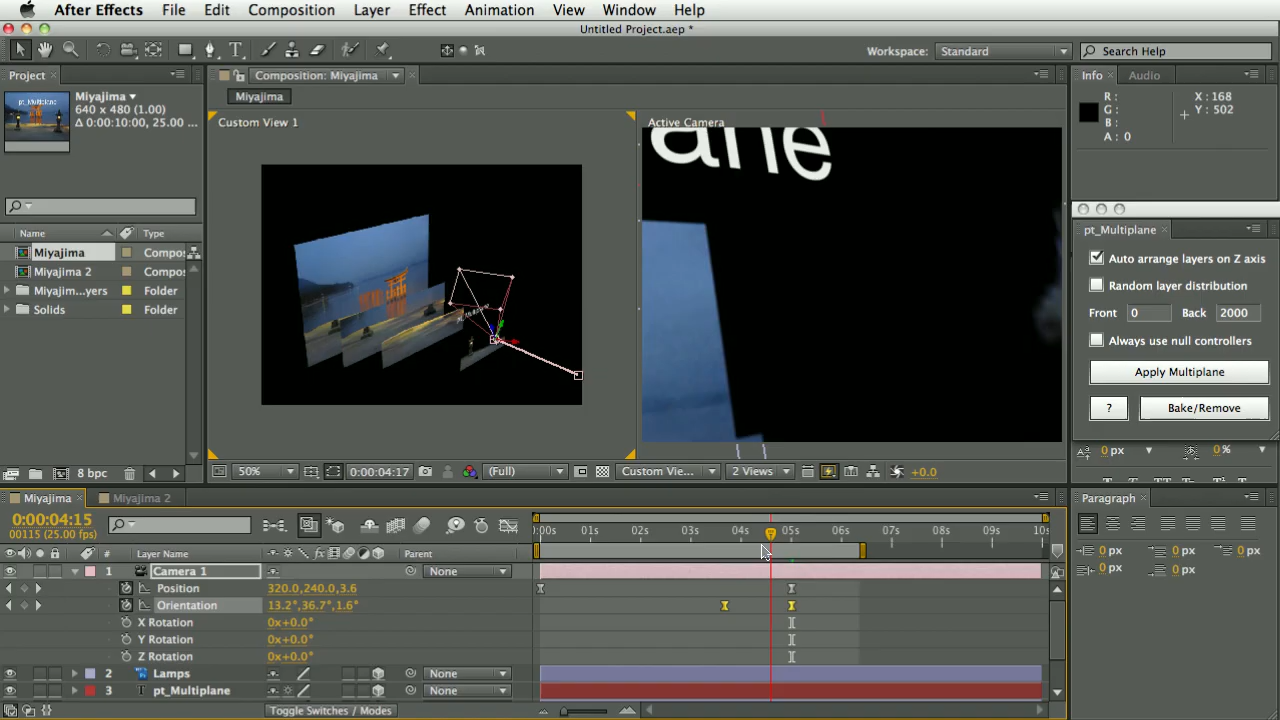 After Effects File Edit Composition Layer Effect Animation View Window Help
Untitled Project.aep *
Workspace: Standard
Search Help
Project
Composition: Miyajima
Info Audio
Miyajima
640 x 480 (1.00)
Δ 0:00:10:00, 25.00 ...
pt_Multiplane
Miyajima
Custom View 1
Active Camera
ane
R :
G :
B :
A : 0
X : 168
Y : 502
pt_Multiplane
Auto arrange layers on Z axis
Random layer distribution
Front 0 Back 2000
Always use null controllers
Apply Multiplane
? Bake/Remove
Name Type
Miyajima Compo
Miyajima 2 Compo
Miyajim...yers Folder
Solids Folder
8 bpc
50% 0:00:04:17 (Full) Custom Vie... 2 Views +0.0
0 px 0 %
Miyajima Miyajima 2
Paragraph
0:00:04:15
00115 (25.00 fps)
:00s 01s 02s 03s 04s 05s 06s 07s 08s 09s 10s
# Layer Name Parent
1 Camera 1 None
Position 320.0,240.0,3.6
Orientation 13.2°,36.7°,1.6°
X Rotation 0x+0.0°
Y Rotation 0x+0.0°
Z Rotation 0x+0.0°
2 Lamps None
3 T pt_Multiplane None
Toggle Switches / Modes
0 px 0 px 0 px
0 px 0 px